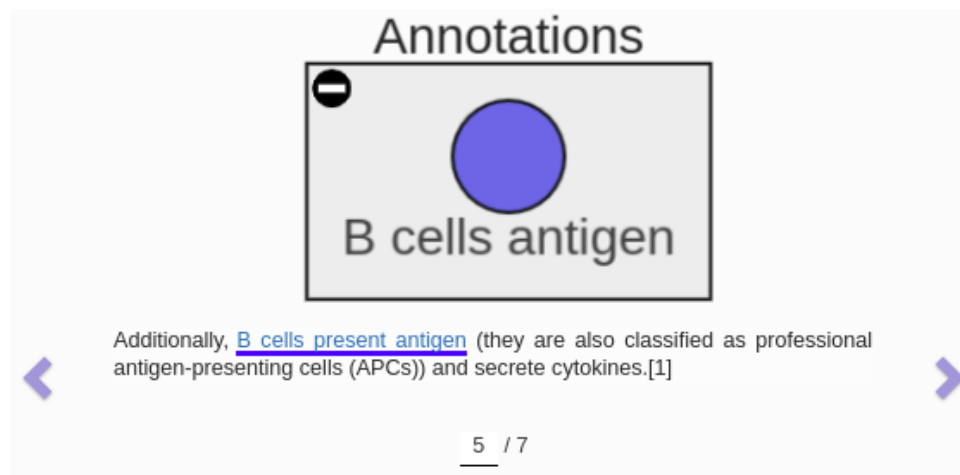 Annotations
B cells antigen
Additionally, B cells present antigen (they are also classified as professional
antigen-presenting cells (APCs)) and secrete cytokines.[1]
5 / 7